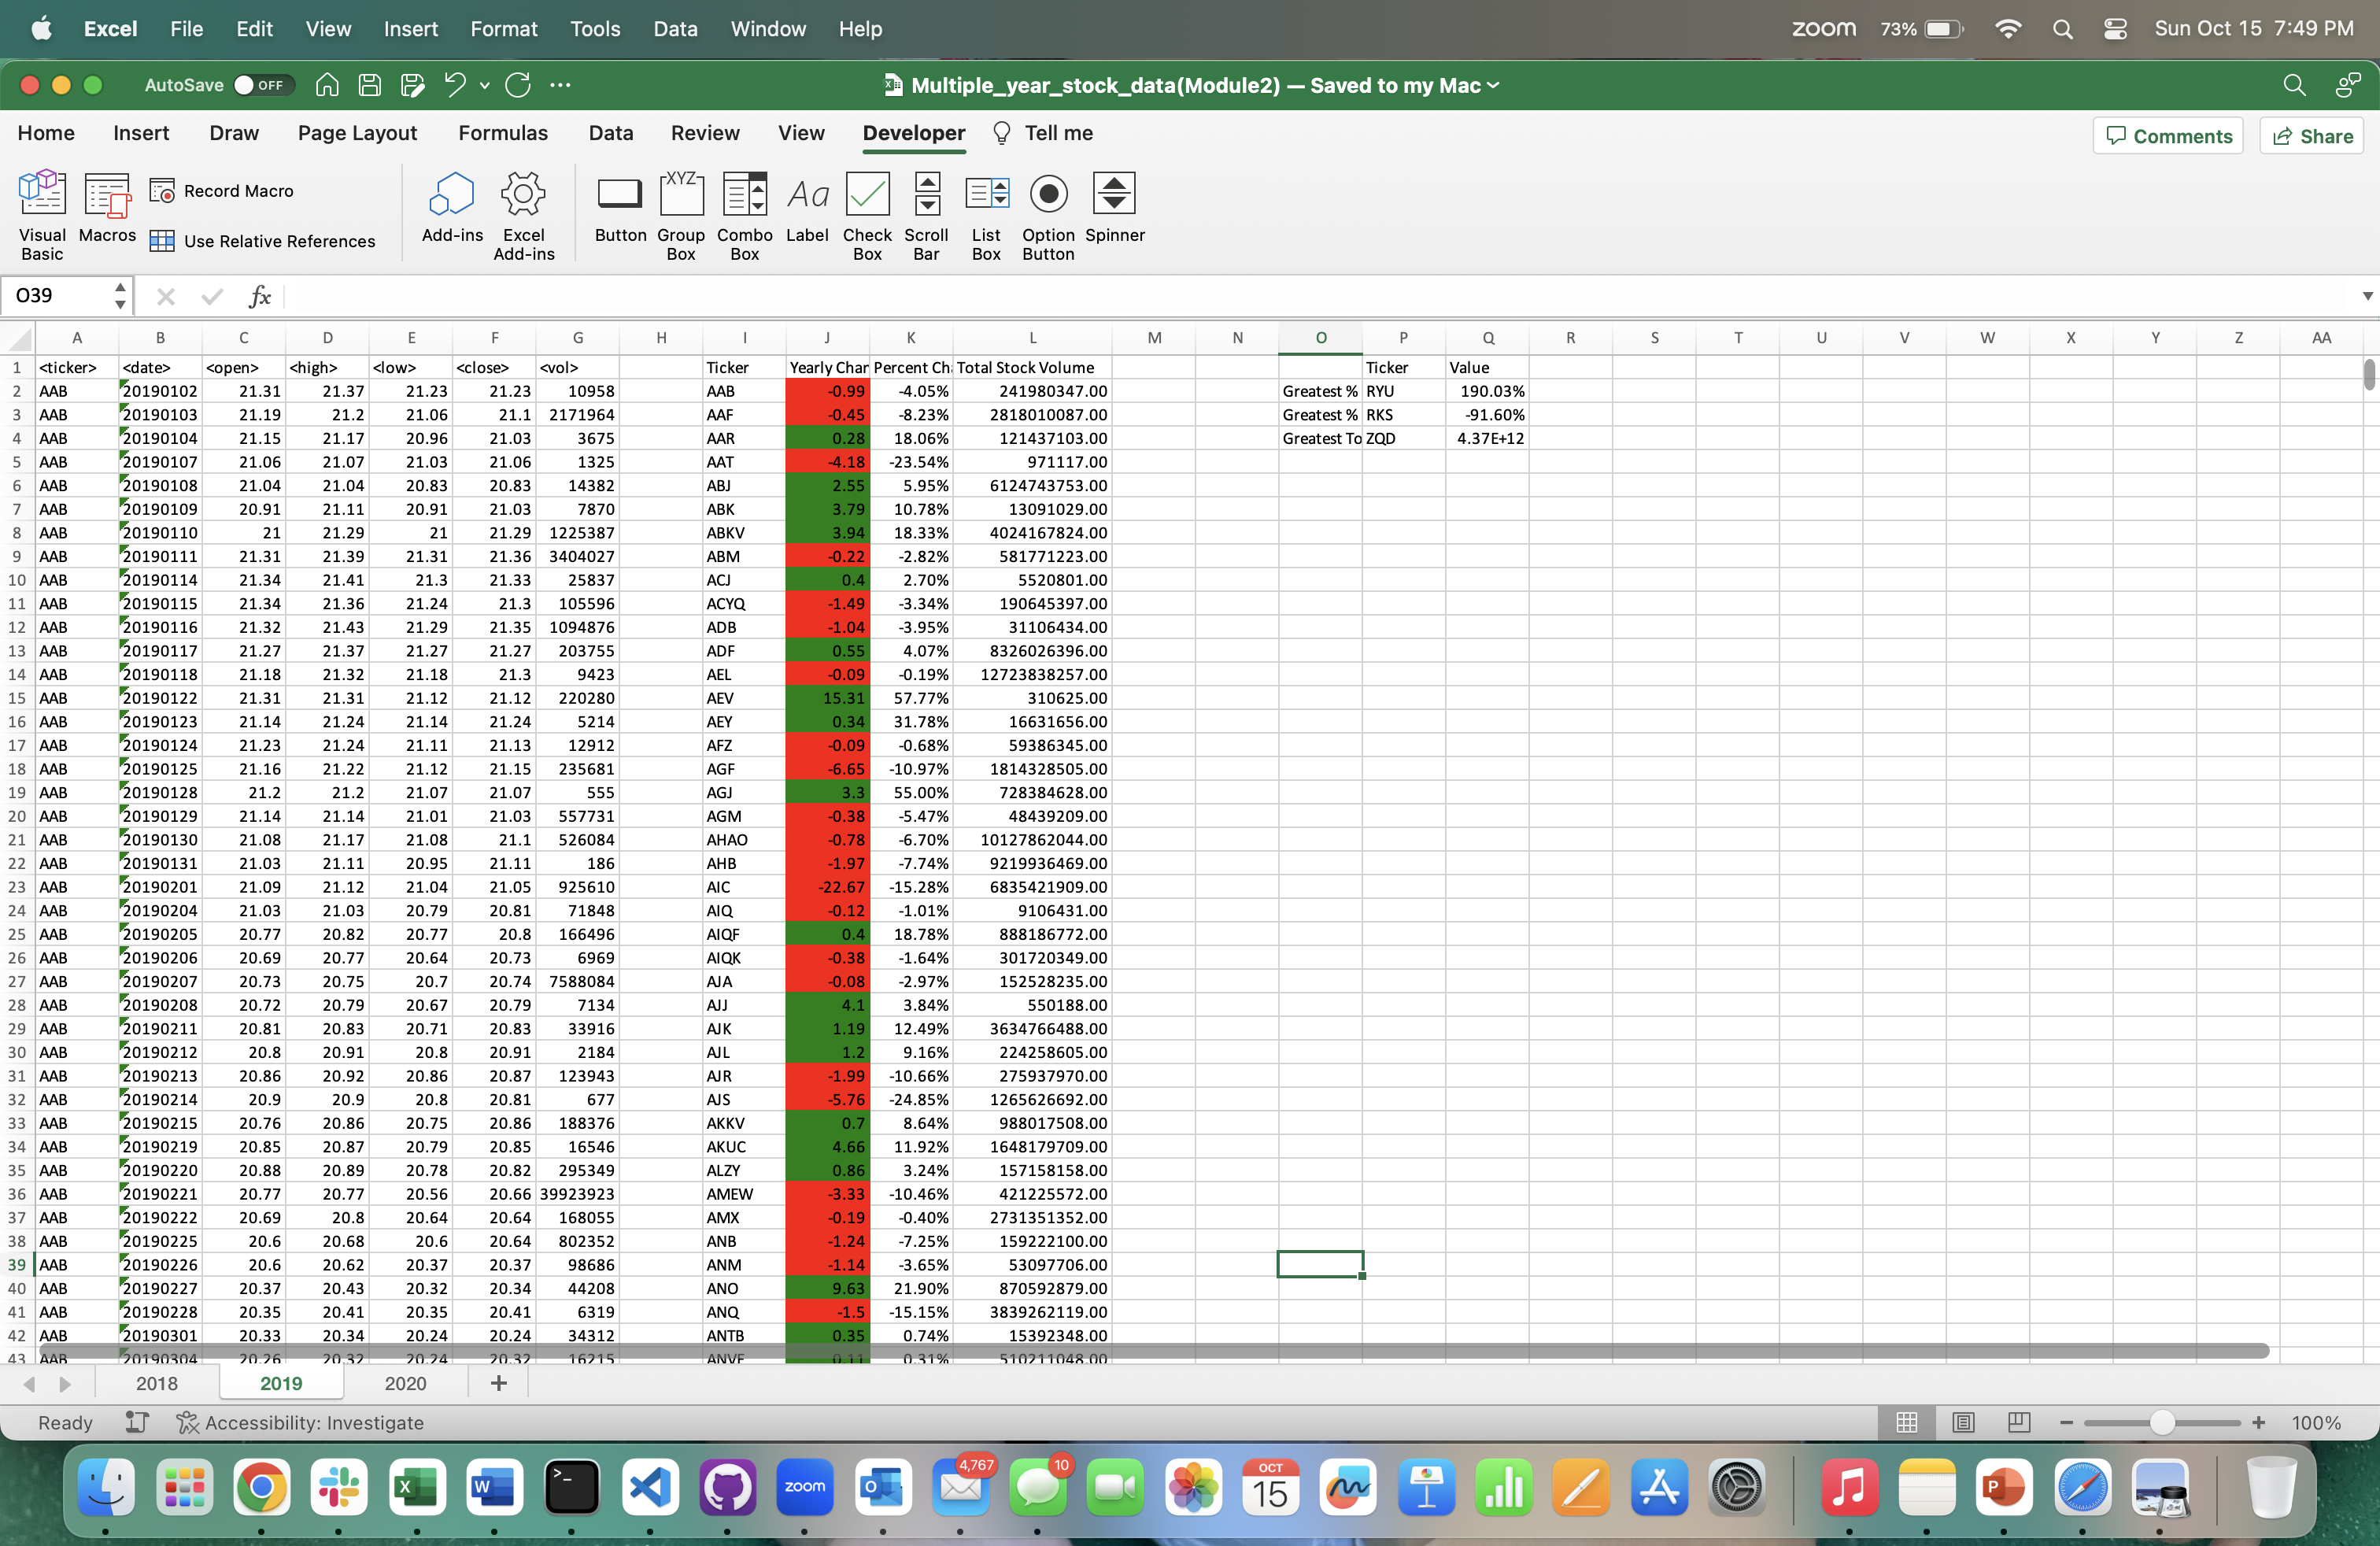 Excel File Edit View Insert Format Tools Data Window Help zoom 73% Sun Oct 15 7:49 PM
AutoSave OFF Multiple_year_stock_data(Module2) — Saved to my Mac
Home Insert Draw Page Layout Formulas Data Review View Developer Tell me Comments Share
Record Macro XYZ Aa
Visual Basic Macros Use Relative References Add-ins Excel Add-ins Button Group Box Combo Box Label Check Box Scroll Bar List Box Option Button Spinner
O39 fx
A B C D E F G H I J K L M N O P Q R S T U V W X Y Z AA
1 <ticker> <date> <open> <high> <low> <close> <vol> Ticker Yearly Char Percent Ch Total Stock Volume Ticker Value
2 AAB 20190102 21.31 21.37 21.23 21.23 10958 AAB -0.99 -4.05% 241980347.00 Greatest % RYU 190.03%
3 AAB 20190103 21.19 21.2 21.06 21.1 2171964 AAF -0.45 -8.23% 2818010087.00 Greatest % RKS -91.60%
4 AAB 20190104 21.15 21.17 20.96 21.03 3675 AAR 0.28 18.06% 121437103.00 Greatest To ZQD 4.37E+12
5 AAB 20190107 21.06 21.07 21.03 21.06 1325 AAT -4.18 -23.54% 971117.00
6 AAB 20190108 21.04 21.04 20.83 20.83 14382 ABJ 2.55 5.95% 6124743753.00
7 AAB 20190109 20.91 21.11 20.91 21.03 7870 ABK 3.79 10.78% 13091029.00
8 AAB 20190110 21 21.29 21 21.29 1225387 ABKV 3.94 18.33% 4024167824.00
9 AAB 20190111 21.31 21.39 21.31 21.36 3404027 ABM -0.22 -2.82% 581771223.00
10 AAB 20190114 21.34 21.41 21.3 21.33 25837 ACJ 0.4 2.70% 5520801.00
11 AAB 20190115 21.34 21.36 21.24 21.3 105596 ACYQ -1.49 -3.34% 190645397.00
12 AAB 20190116 21.32 21.43 21.29 21.35 1094876 ADB -1.04 -3.95% 31106434.00
13 AAB 20190117 21.27 21.37 21.27 21.27 203755 ADF 0.55 4.07% 8326026396.00
14 AAB 20190118 21.18 21.32 21.18 21.3 9423 AEL -0.09 -0.19% 12723838257.00
15 AAB 20190122 21.31 21.31 21.12 21.12 220280 AEV 15.31 57.77% 310625.00
16 AAB 20190123 21.14 21.24 21.14 21.24 5214 AEY 0.34 31.78% 16631656.00
17 AAB 20190124 21.23 21.24 21.11 21.13 12912 AFZ -0.09 -0.68% 59386345.00
18 AAB 20190125 21.16 21.22 21.12 21.15 235681 AGF -6.65 -10.97% 1814328505.00
19 AAB 20190128 21.2 21.2 21.07 21.07 555 AGJ 3.3 55.00% 728384628.00
20 AAB 20190129 21.14 21.14 21.01 21.03 557731 AGM -0.38 -5.47% 48439209.00
21 AAB 20190130 21.08 21.17 21.08 21.1 526084 AHAO -0.78 -6.70% 10127862044.00
22 AAB 20190131 21.03 21.11 20.95 21.11 186 AHB -1.97 -7.74% 9219936469.00
23 AAB 20190201 21.09 21.12 21.04 21.05 925610 AIC -22.67 -15.28% 6835421909.00
24 AAB 20190204 21.03 21.03 20.79 20.81 71848 AIQ -0.12 -1.01% 9106431.00
25 AAB 20190205 20.77 20.82 20.77 20.8 166496 AIQF 0.4 18.78% 888186772.00
26 AAB 20190206 20.69 20.77 20.64 20.73 6969 AIQK -0.38 -1.64% 301720349.00
27 AAB 20190207 20.73 20.75 20.7 20.74 7588084 AJA -0.08 -2.97% 152528235.00
28 AAB 20190208 20.72 20.79 20.67 20.79 7134 AJJ 4.1 3.84% 550188.00
29 AAB 20190211 20.81 20.83 20.71 20.83 33916 AJK 1.19 12.49% 3634766488.00
30 AAB 20190212 20.8 20.91 20.8 20.91 2184 AJL 1.2 9.16% 224258605.00
31 AAB 20190213 20.86 20.92 20.86 20.87 123943 AJR -1.99 -10.66% 275937970.00
32 AAB 20190214 20.9 20.9 20.8 20.81 677 AJS -5.76 -24.85% 1265626692.00
33 AAB 20190215 20.76 20.86 20.75 20.86 188376 AKKV 0.7 8.64% 988017508.00
34 AAB 20190219 20.85 20.87 20.79 20.85 16546 AKUC 4.66 11.92% 1648179709.00
35 AAB 20190220 20.88 20.89 20.78 20.82 295349 ALZY 0.86 3.24% 157158158.00
36 AAB 20190221 20.77 20.77 20.56 20.66 39923923 AMEW -3.33 -10.46% 421225572.00
37 AAB 20190222 20.69 20.8 20.64 20.64 168055 AMX -0.19 -0.40% 2731351352.00
38 AAB 20190225 20.6 20.68 20.6 20.64 802352 ANB -1.24 -7.25% 159222100.00
39 AAB 20190226 20.6 20.62 20.37 20.37 98686 ANM -1.14 -3.65% 53097706.00
40 AAB 20190227 20.37 20.43 20.32 20.34 44208 ANO 9.63 21.90% 870592879.00
41 AAB 20190228 20.35 20.41 20.35 20.41 6319 ANQ -1.5 -15.15% 3839262119.00
42 AAB 20190301 20.33 20.34 20.24 20.24 34312 ANTB 0.35 0.74% 15392348.00
43 AAB 20190304 20.26 20.32 20.24 20.32 16215 ANVF 0.11 0.31% 510211048.00
2018 2019 2020 +
Ready Accessibility: Investigate 100%
4,767 10 OCT 15 zoom X W O P